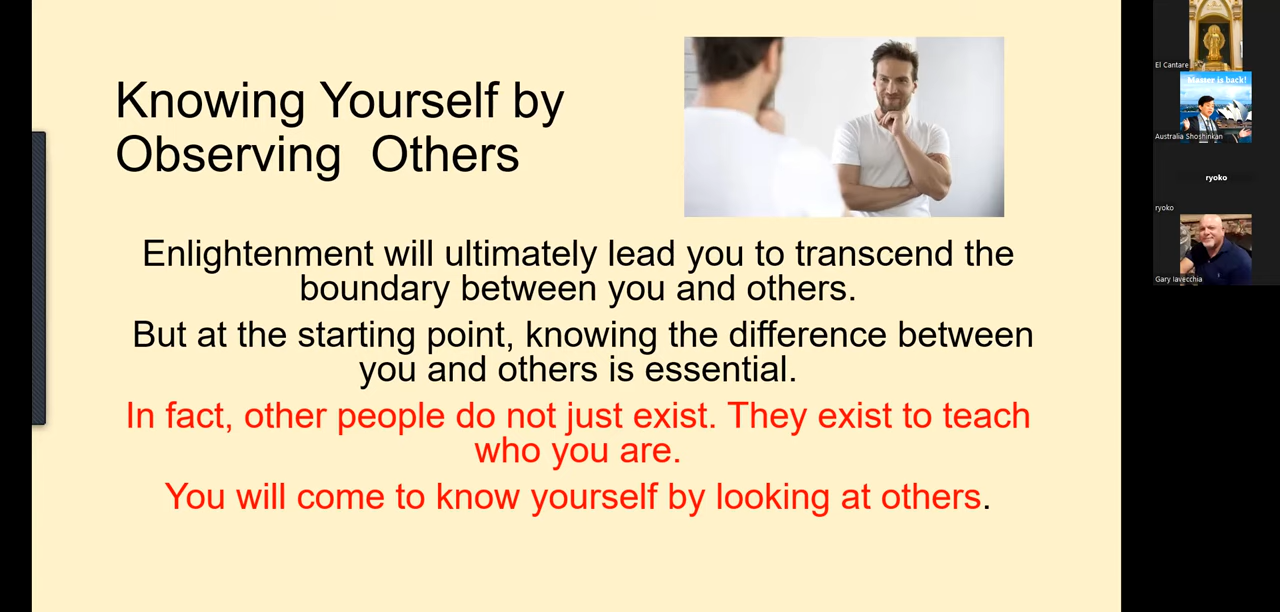 Knowing Yourself by
Observing  Others
Enlightenment will ultimately lead you to transcend the
boundary between you and others.
But at the starting point, knowing the difference between
you and others is essential.
In fact, other people do not just exist. They exist to teach
who you are.
You will come to know yourself by looking at others.
El Cantare
Master is back!
Australia Shoshinkan
ryoko
ryoko
Gary Iavecchia